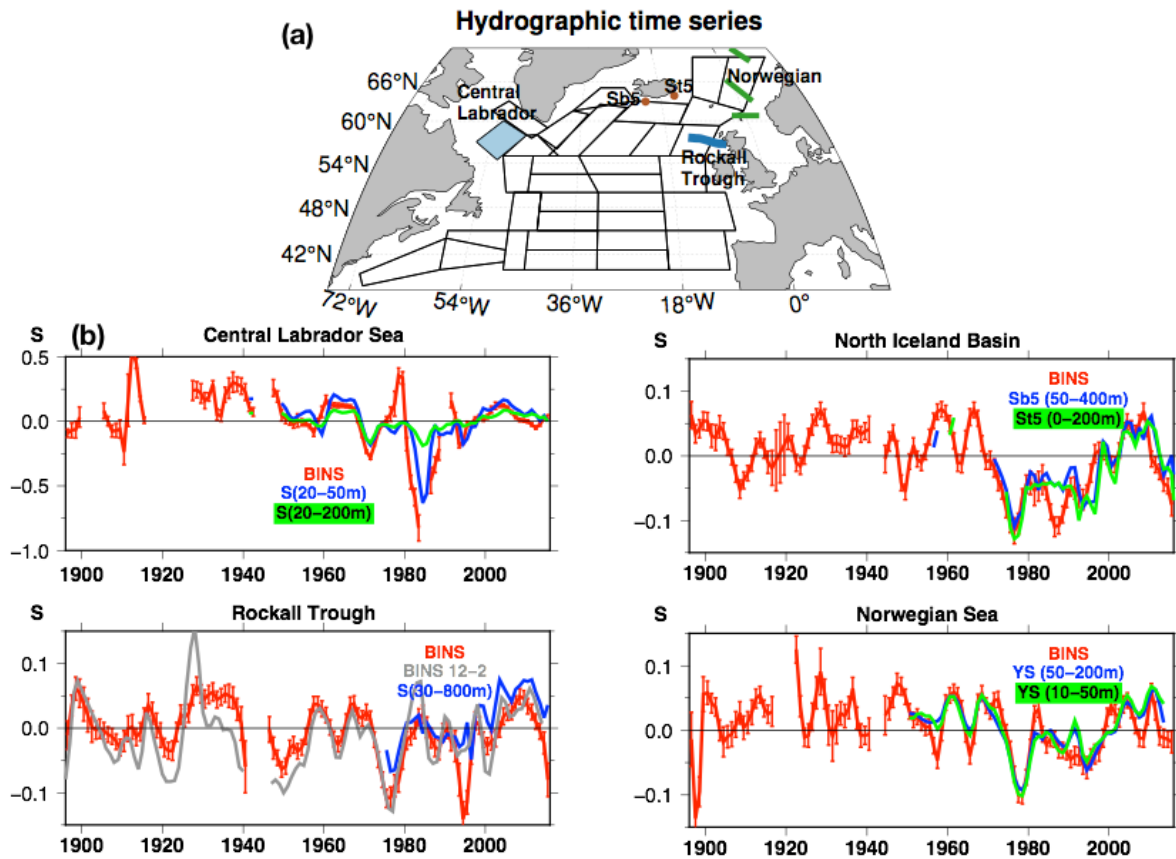 Hydrographic time series
(a)
66°N
60°N
54°N
48°N
42°N
72°W
54°W
36°W
18°W
0°
Central
Labrador
Sb5
St5
Norwegian
Rockall
Trough
(b)
S
Central Labrador Sea
0.5
0.0
−0.5
−1.0
BINS
S(20−50m)
S(20−200m)
1900 1920 1940 1960 1980 2000
S
North Iceland Basin
0.1
0.0
−0.1
BINS
Sb5 (50−400m)
St5 (0−200m)
1900 1920 1940 1960 1980 2000
S
Rockall Trough
0.1
0.0
−0.1
BINS
BINS 12−2
S(30−800m)
1900 1920 1940 1960 1980 2000
S
Norwegian Sea
0.1
0.0
−0.1
BINS
YS (50−200m)
YS (10−50m)
1900 1920 1940 1960 1980 2000